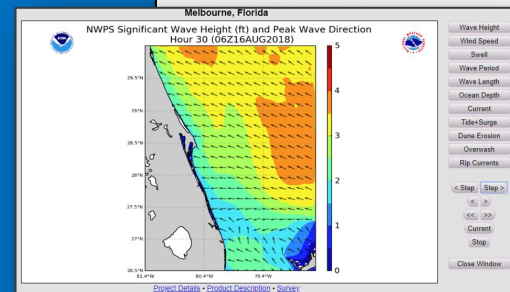 Melbourne, Florida
NWPS Significant Wave Height (ft) and Peak Wave Direction
Hour 30 (06Z16AUG2018)
5
4
3
2
1
0
29.5°N
29°N
28.5°N
28°N
27.5°N
27°N
26.5°N
81.4°W
80.4°W
79.4°W
Project Details • Product Description • Survey
Wave Height
Wind Speed
Swell
Wave Period
Wave Length
Ocean Depth
Current
Tide+Surge
Dune Erosion
Overwash
Rip Currents
< Step Step >
< >
<< >>
Current
Stop
Close Window